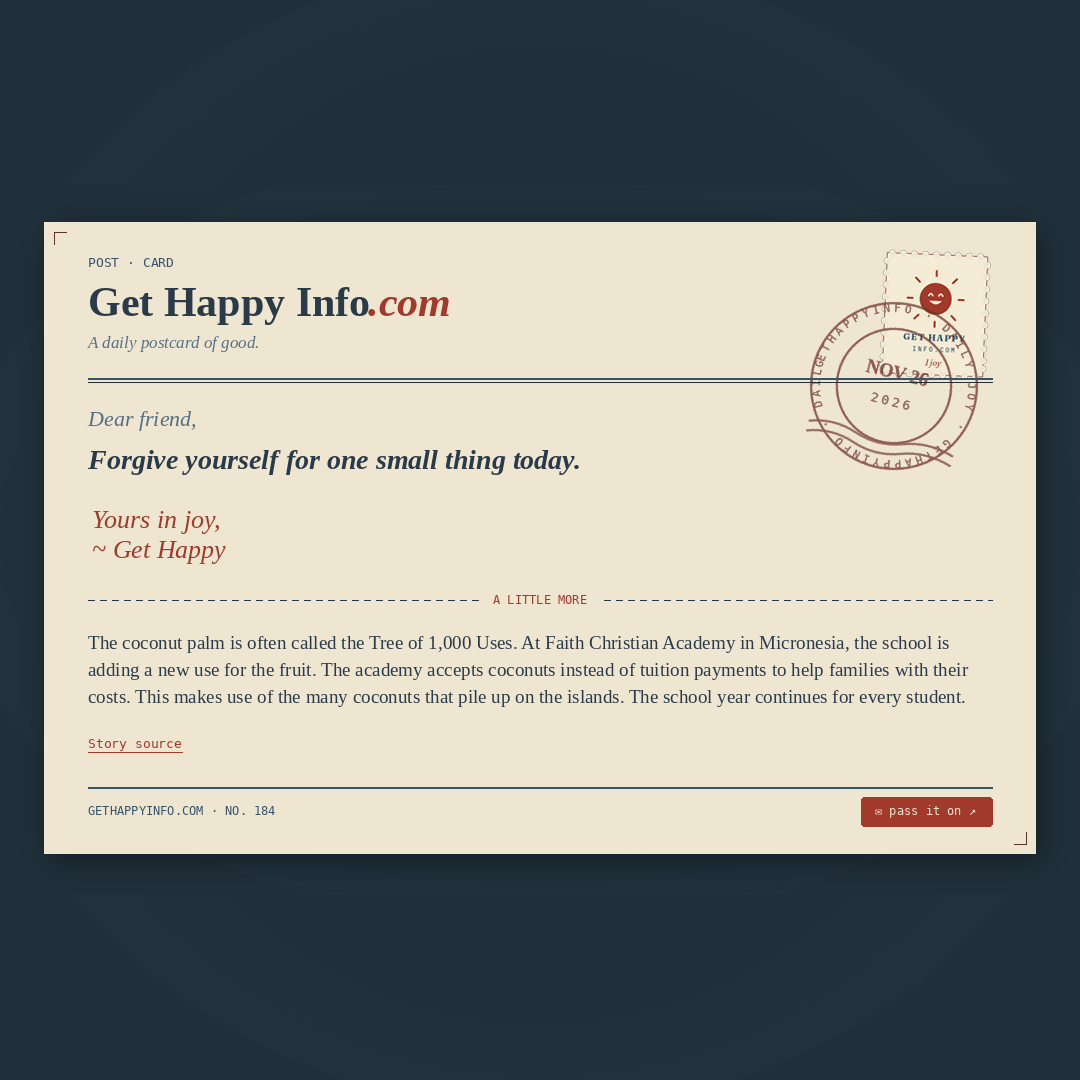 POST · CARD
Get Happy Info.com
A daily postcard of good.
GET HAPPY
INFO.COM
1joy
GETHAPPYINFO · DAILY JOY · GETHAPPYINFO · DAIL
NOV 26
2026
Dear friend,
Forgive yourself for one small thing today.
Yours in joy,
~ Get Happy
A LITTLE MORE
The coconut palm is often called the Tree of 1,000 Uses. At Faith Christian Academy in Micronesia, the school is
adding a new use for the fruit. The academy accepts coconuts instead of tuition payments to help families with their
costs. This makes use of the many coconuts that pile up on the islands. The school year continues for every student.
Story source
GETHAPPYINFO.COM · NO. 184
✉ pass it on ↗